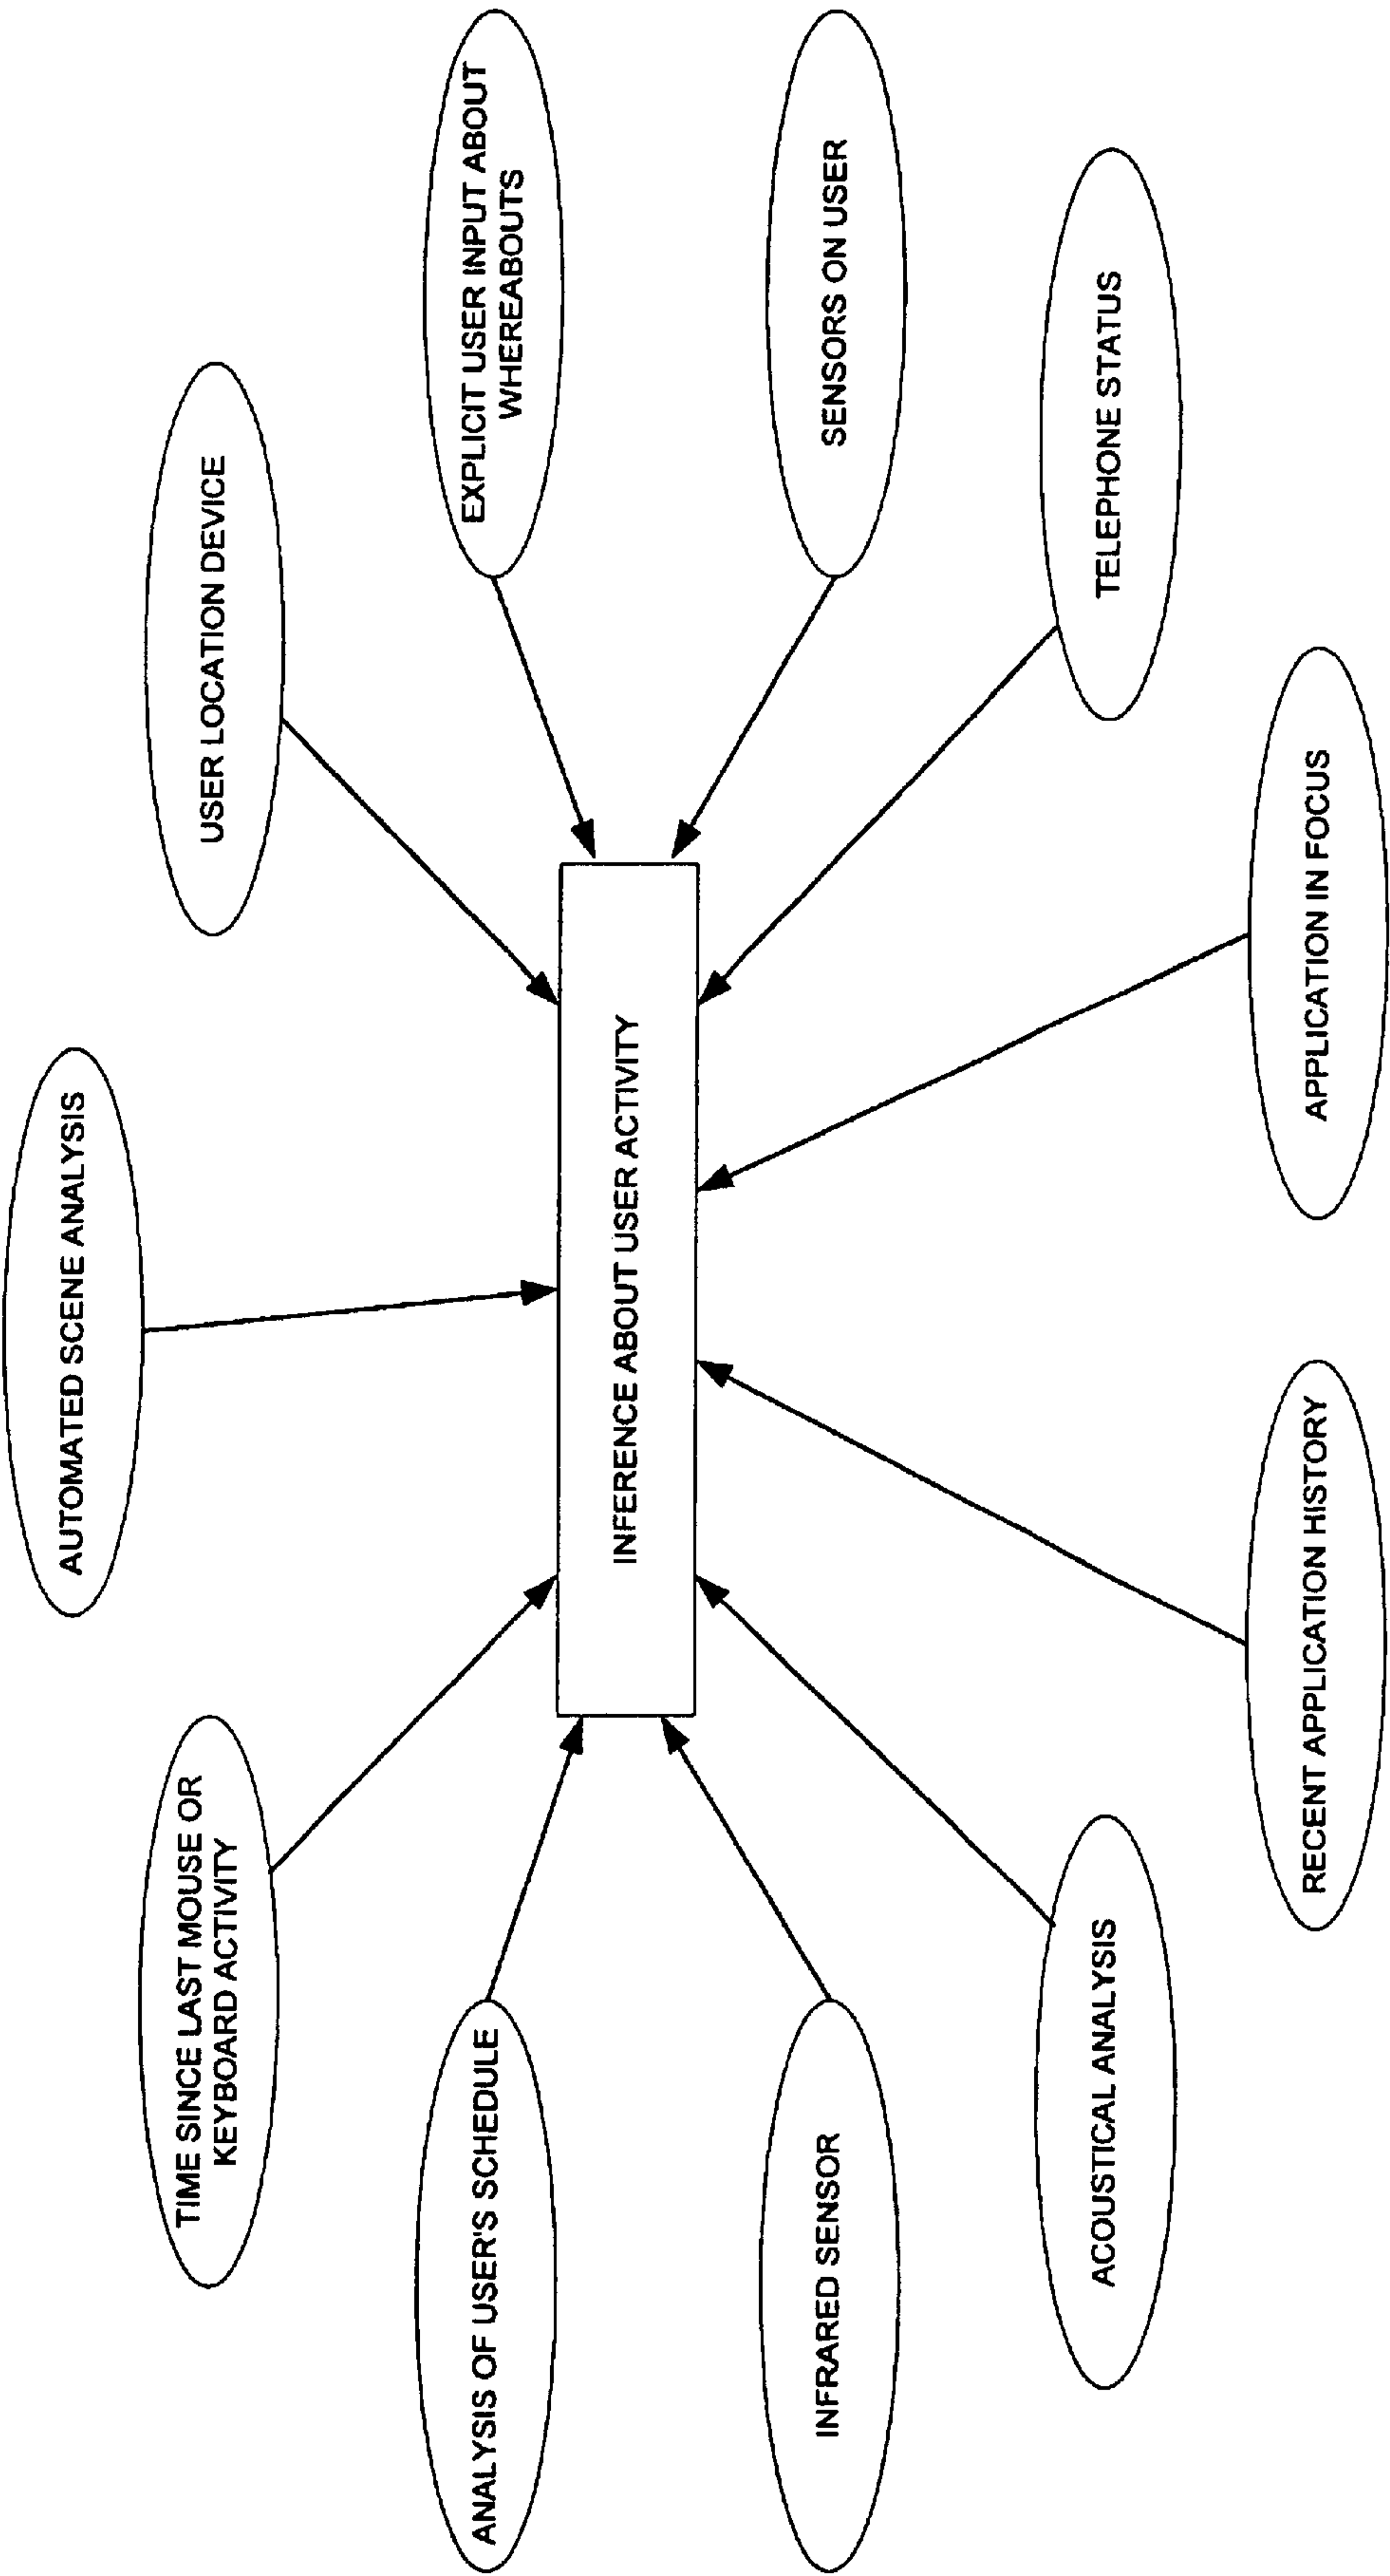 AUTOMATED SCENE ANALYSIS
TIME SINCE LAST MOUSE OR
KEYBOARD ACTIVITY
USER LOCATION DEVICE
ANALYSIS OF USER'S SCHEDULE
EXPLICIT USER INPUT ABOUT
WHEREABOUTS
INFERENCE ABOUT USER ACTIVITY
INFRARED SENSOR
SENSORS ON USER
ACOUSTICAL ANALYSIS
TELEPHONE STATUS
RECENT APPLICATION HISTORY
APPLICATION IN FOCUS